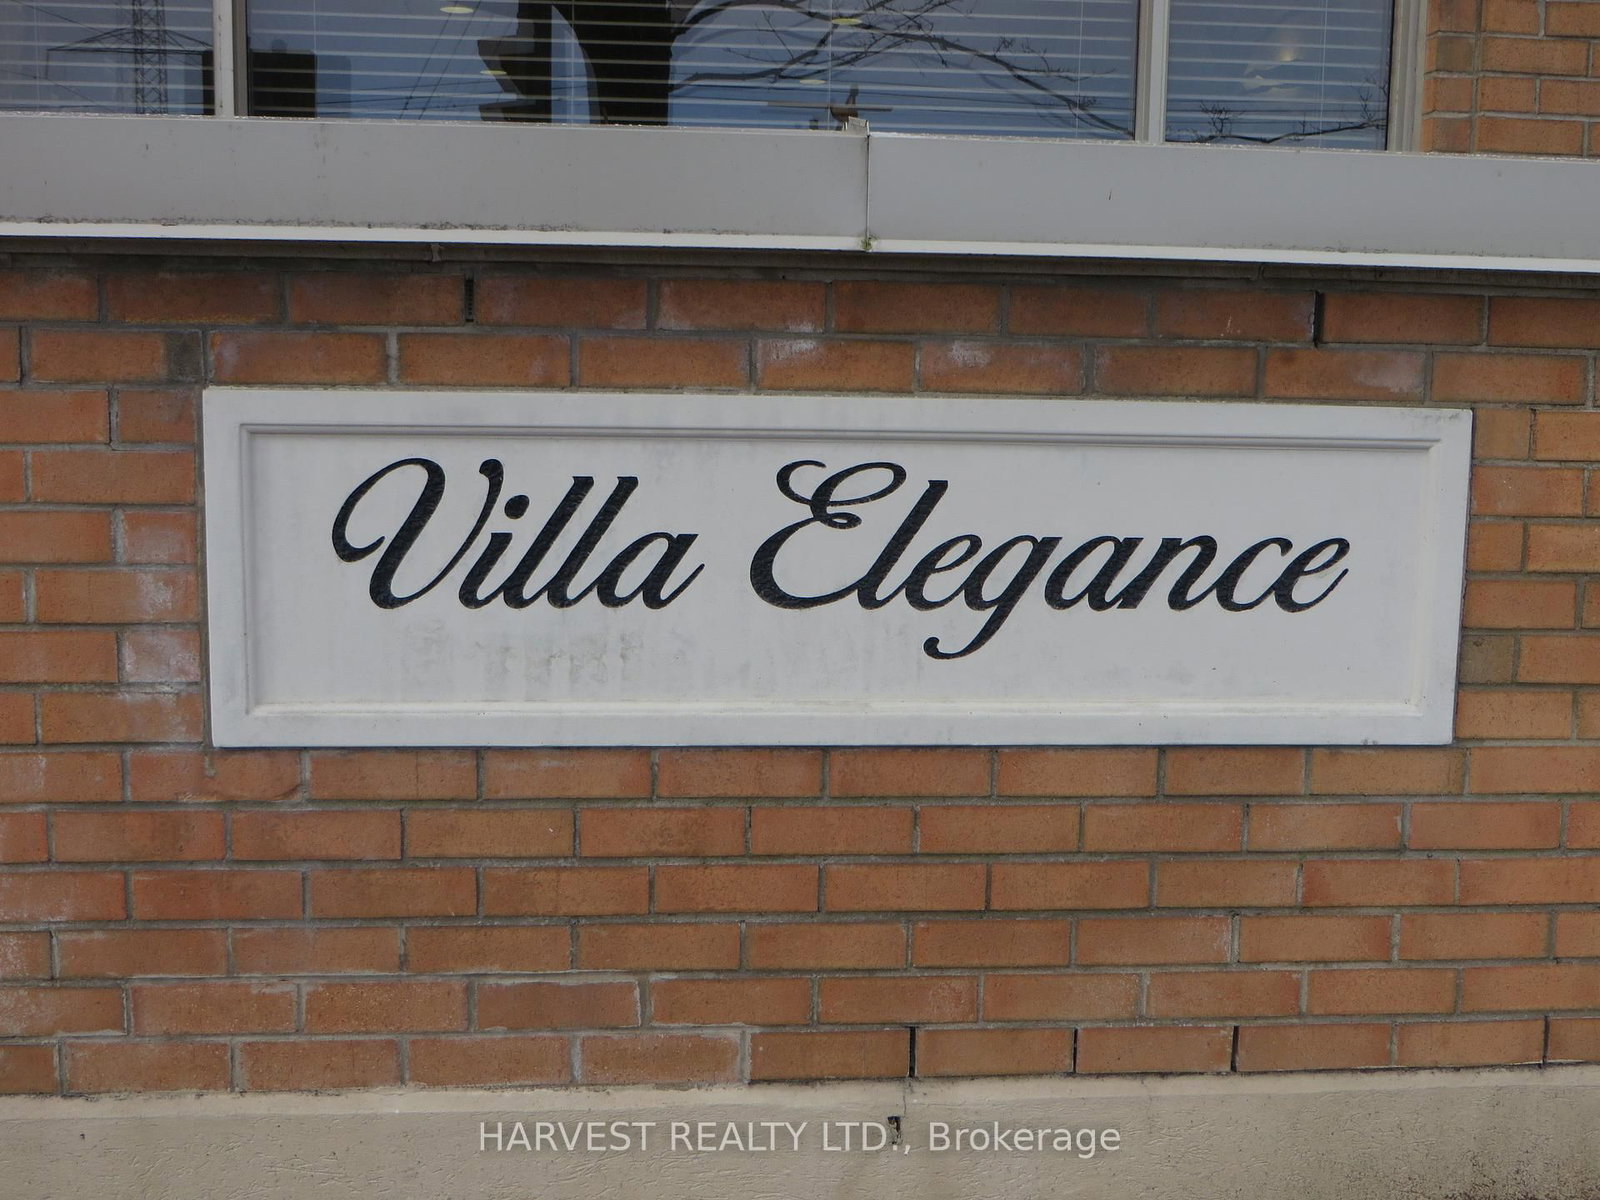 Villa Elegance
HARVEST REALTY LTD., Brokerage